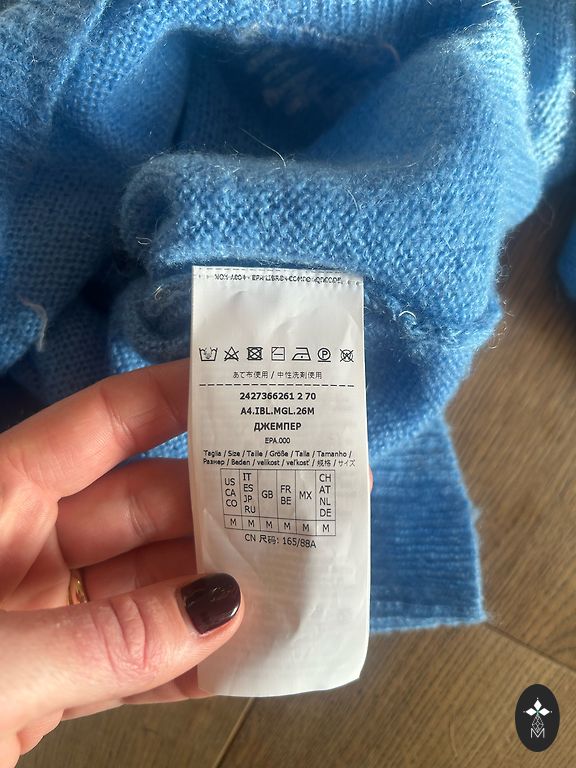 あて布使用 / 中性洗剤使用
2427366261 2 70
A4.IBL.MGL.26M
ДЖЕМПЕР
EPA.000
Taglia / Size / Taille / Größe / Talla / Tamanho /
Размер / Beden / velikost / veľkosť / 規格 / サイズ
US CA CO
IT ES JP RU
GB
FR BE
MX
CH AT NL DE
M M M M M M
CN 尺码: 165/88A
M